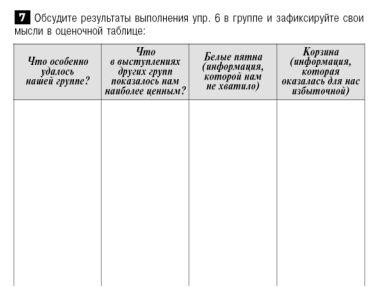 7 Обсудите результаты выполнения упр. 6 в группе и зафиксируйте свои
мысли в оценочной таблице:
Что особенно
удалось
нашей группе?
Что
в выступлениях
других групп
показалось нам
наиболее ценным?
Белые пятна
(информация,
которой нам
не хватило)
Корзина
(информация,
которая
оказалась для нас
избыточной)